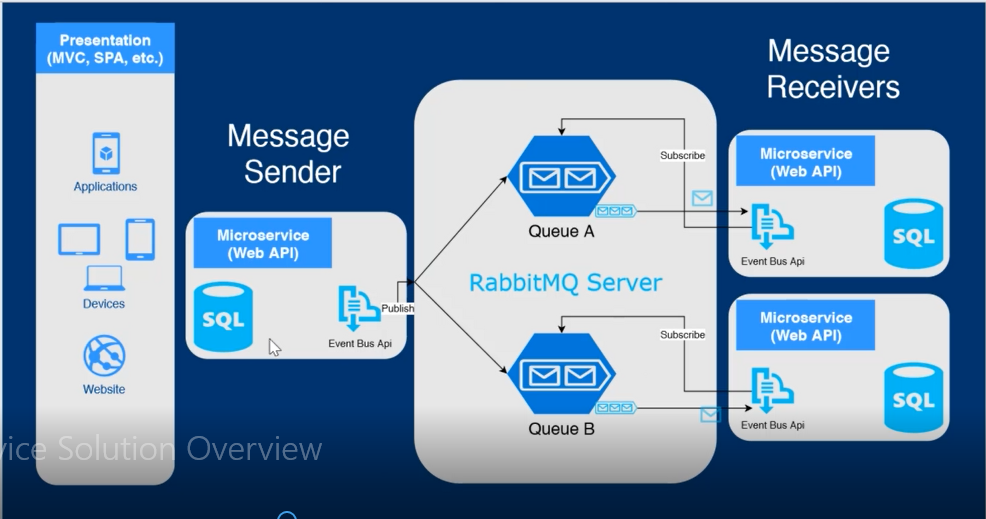 Presentation
(MVC, SPA, etc.)
Applications
Devices
Website
Message
Sender
Microservice
(Web API)
SQL
Event Bus Api
Publish
Queue A
RabbitMQ Server
Queue B
Subscribe
Subscribe
Message
Receivers
Microservice
(Web API)
SQL
Event Bus Api
Microservice
(Web API)
SQL
Event Bus Api
vice Solution Overview